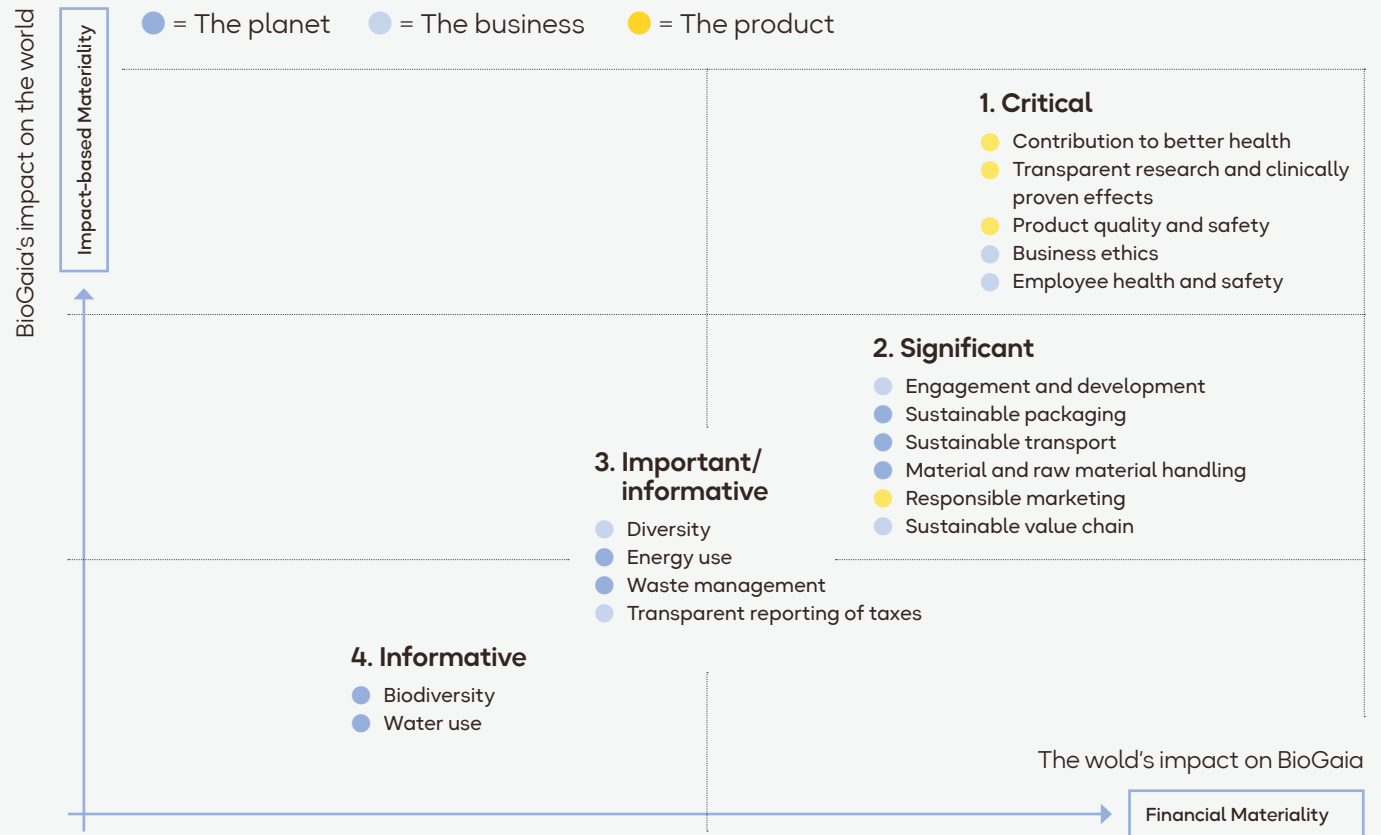 BioGaia's impact on the world
Impact-based Materiality
= The planet
= The business
= The product
1. Critical
Contribution to better health
Transparent research and clinically
proven effects
Product quality and safety
Business ethics
Employee health and safety
2. Significant
Engagement and development
Sustainable packaging
Sustainable transport
Material and raw material handling
Responsible marketing
Sustainable value chain
3. Important/
informative
Diversity
Energy use
Waste management
Transparent reporting of taxes
4. Informative
Biodiversity
Water use
The wold's impact on BioGaia
Financial Materiality